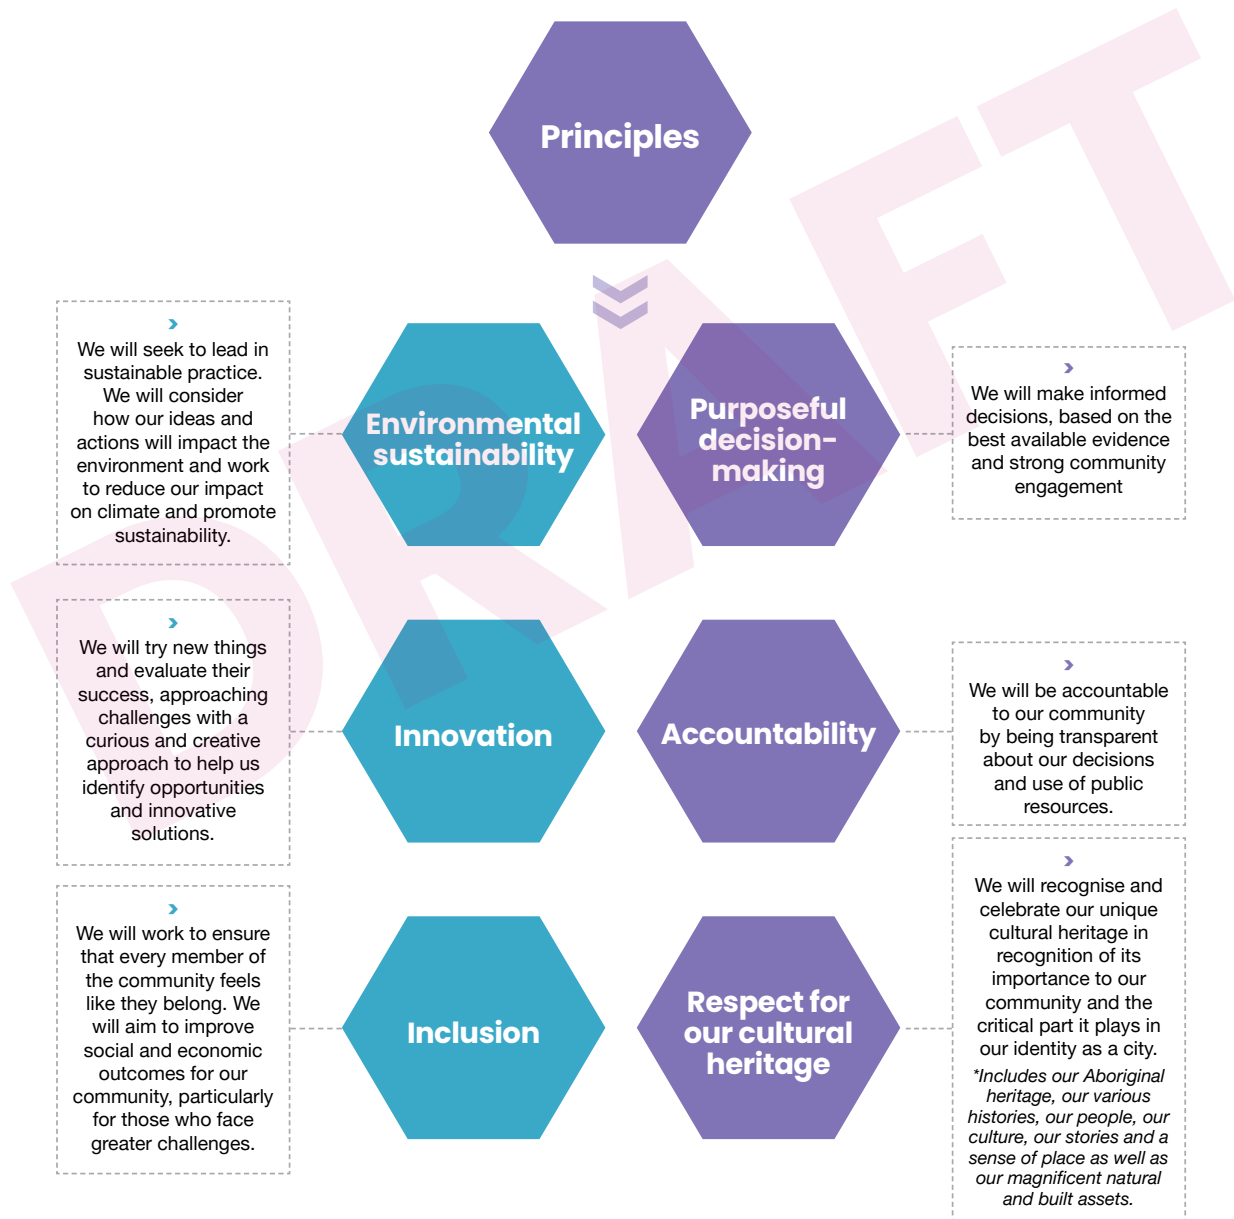 Principles
DRAFT
We will seek to lead in
sustainable practice.
We will consider
how our ideas and
actions will impact the
environment and work
to reduce our impact
on climate and promote
sustainability.
Environmental
sustainability
Purposeful
decision-
making
We will make informed
decisions, based on the
best available evidence
and strong community
engagement
We will try new things
and evaluate their
success, approaching
challenges with a
curious and creative
approach to help us
identify opportunities
and innovative
solutions.
Innovation
Accountability
We will be accountable
to our community
by being transparent
about our decisions
and use of public
resources.
We will work to ensure
that every member of
the community feels
like they belong. We
will aim to improve
social and economic
outcomes for our
community, particularly
for those who face
greater challenges.
Inclusion
Respect for
our cultural
heritage
We will recognise and
celebrate our unique
cultural heritage in
recognition of its
importance to our
community and the
critical part it plays in
our identity as a city.
*Includes our Aboriginal
heritage, our various
histories, our people, our
culture, our stories and a
sense of place as well as
our magnificent natural
and built assets.